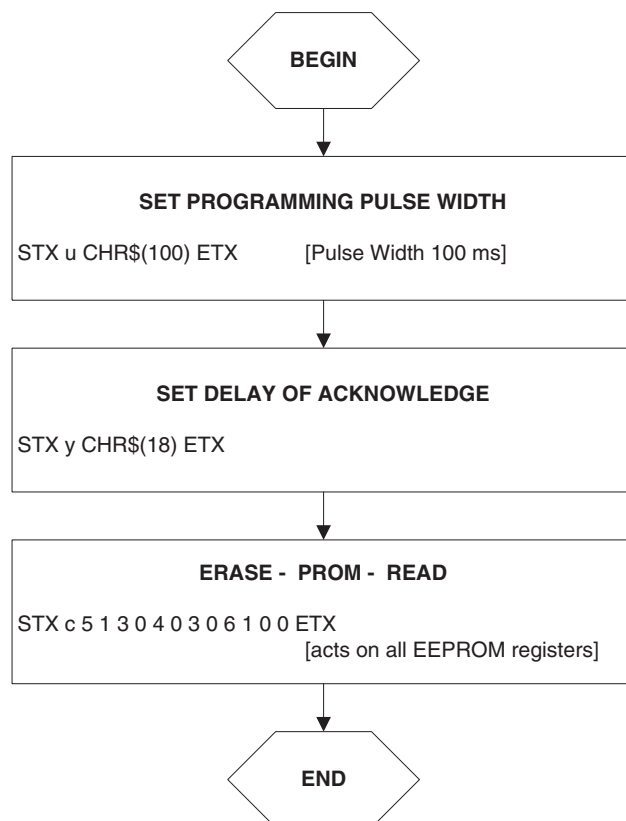 BEGIN
SET PROGRAMMING PULSE WIDTH
STX u CHR$(100) ETX [Pulse Width 100 ms]
SET DELAY OF ACKNOWLEDGE
STX y CHR$(18) ETX
ERASE - PROM - READ
STX c 5 1 3 0 4 0 3 0 6 1 0 0 ETX
[acts on all EEPROM registers]
END